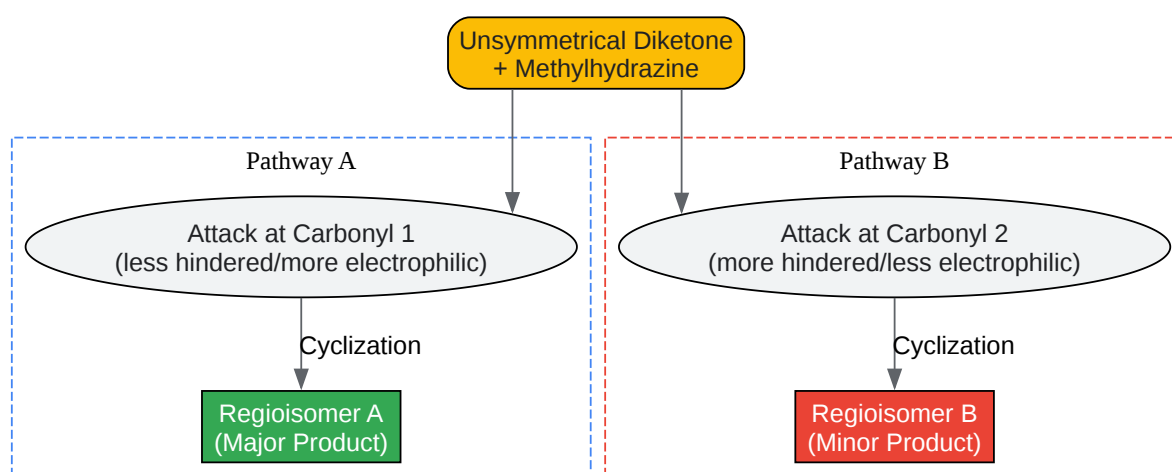 Unsymmetrical Diketone
+ Methylhydrazine
Pathway A
Attack at Carbonyl 1
(less hindered/more electrophilic)
Cyclization
Regioisomer A
(Major Product)
Pathway B
Attack at Carbonyl 2
(more hindered/less electrophilic)
Cyclization
Regioisomer B
(Minor Product)